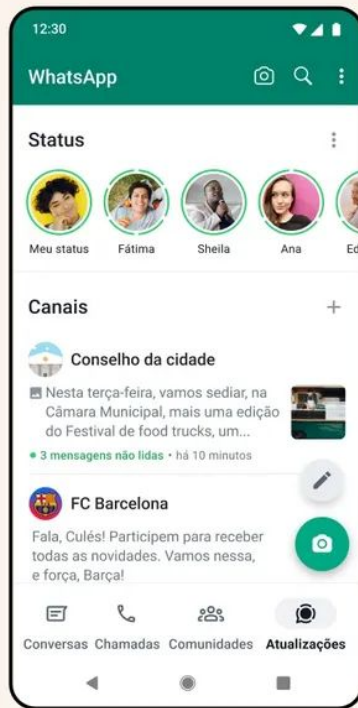 12:30
WhatsApp
Status
Meu status Fátima Sheila Ana Ed
Canais
Conselho da cidade
Nesta terça-feira, vamos sediar, na
Câmara Municipal, mais uma edição
do Festival de food trucks, um...
• 3 mensagens não lidas • há 10 minutos
FC Barcelona
Fala, Culés! Participem para receber
todas as novidades. Vamos nessa,
e força, Barça!
Conversas Chamadas Comunidades Atualizações